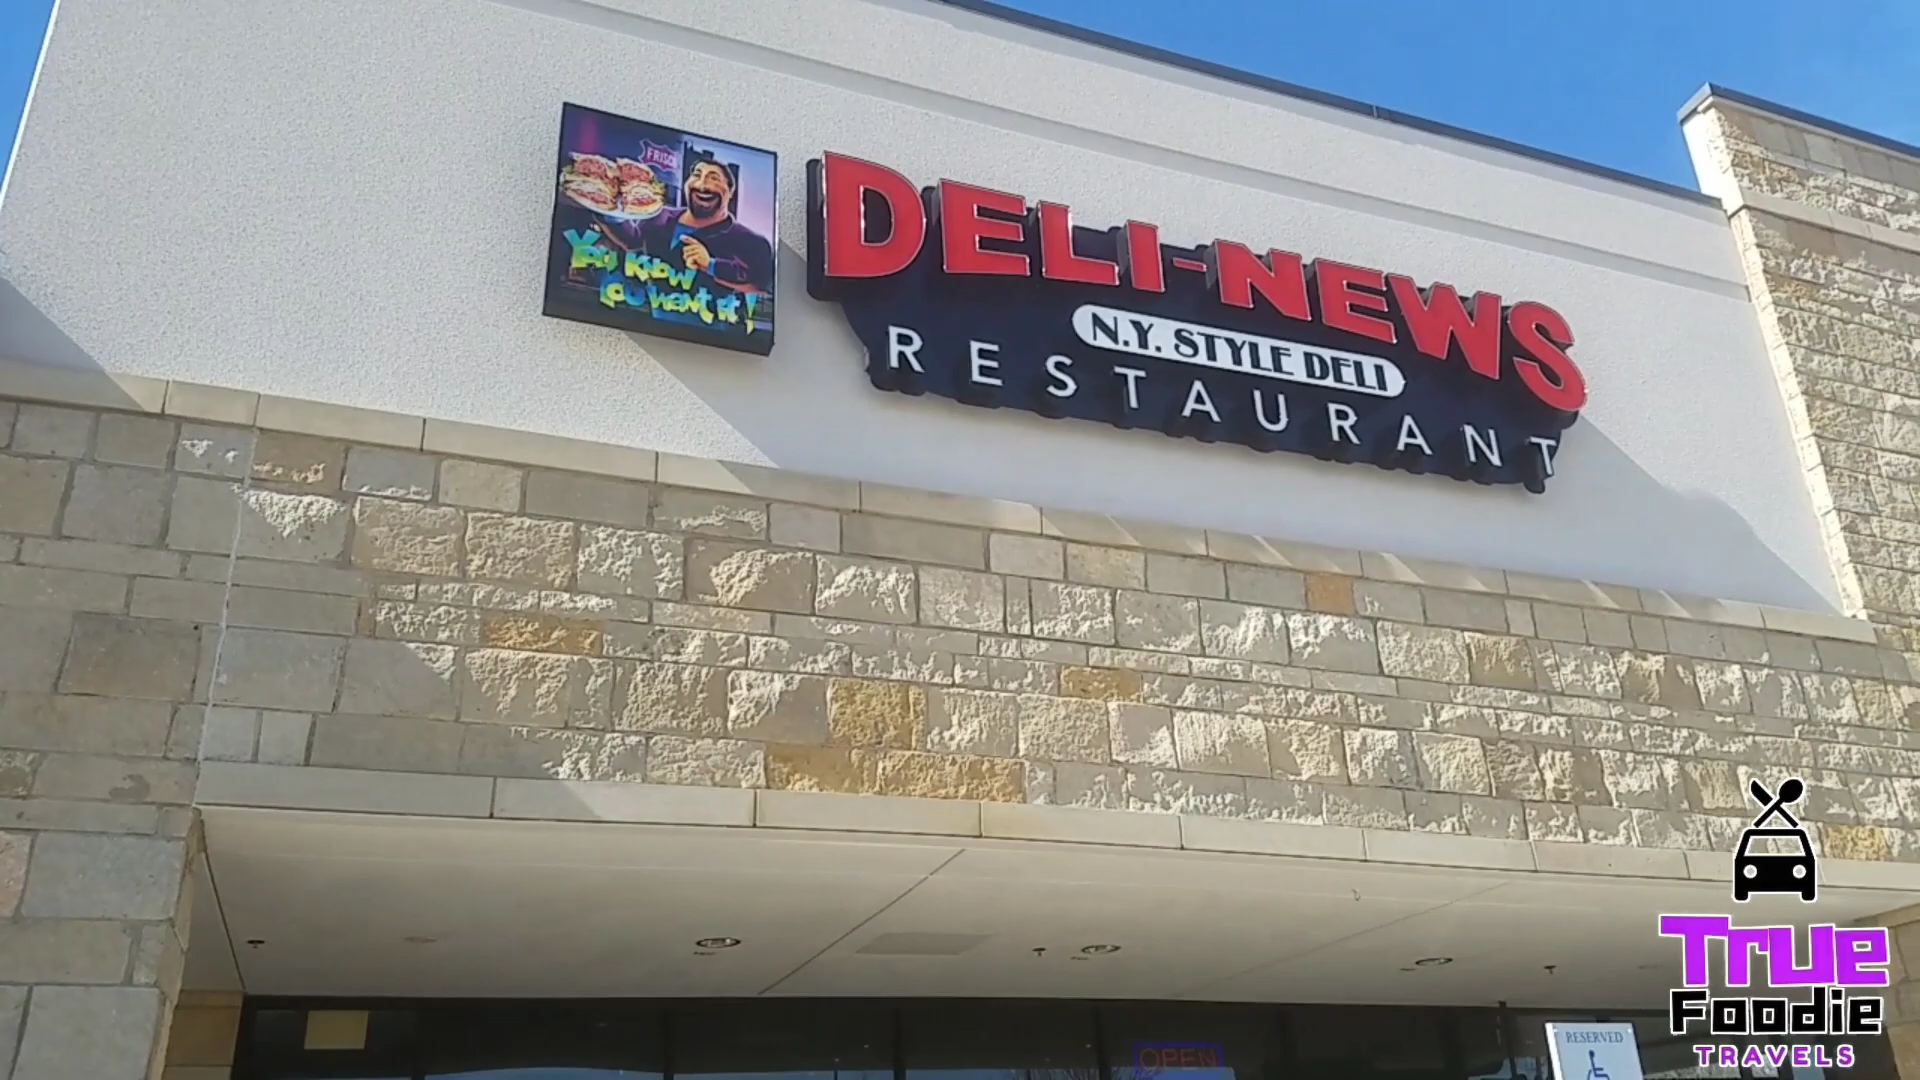 FRISCO
You Know
You want it!
DELI-NEWS
N.Y. STYLE DELI
RESTAURANT
OPEN
RESERVED
True
Foodie
TRAVELS